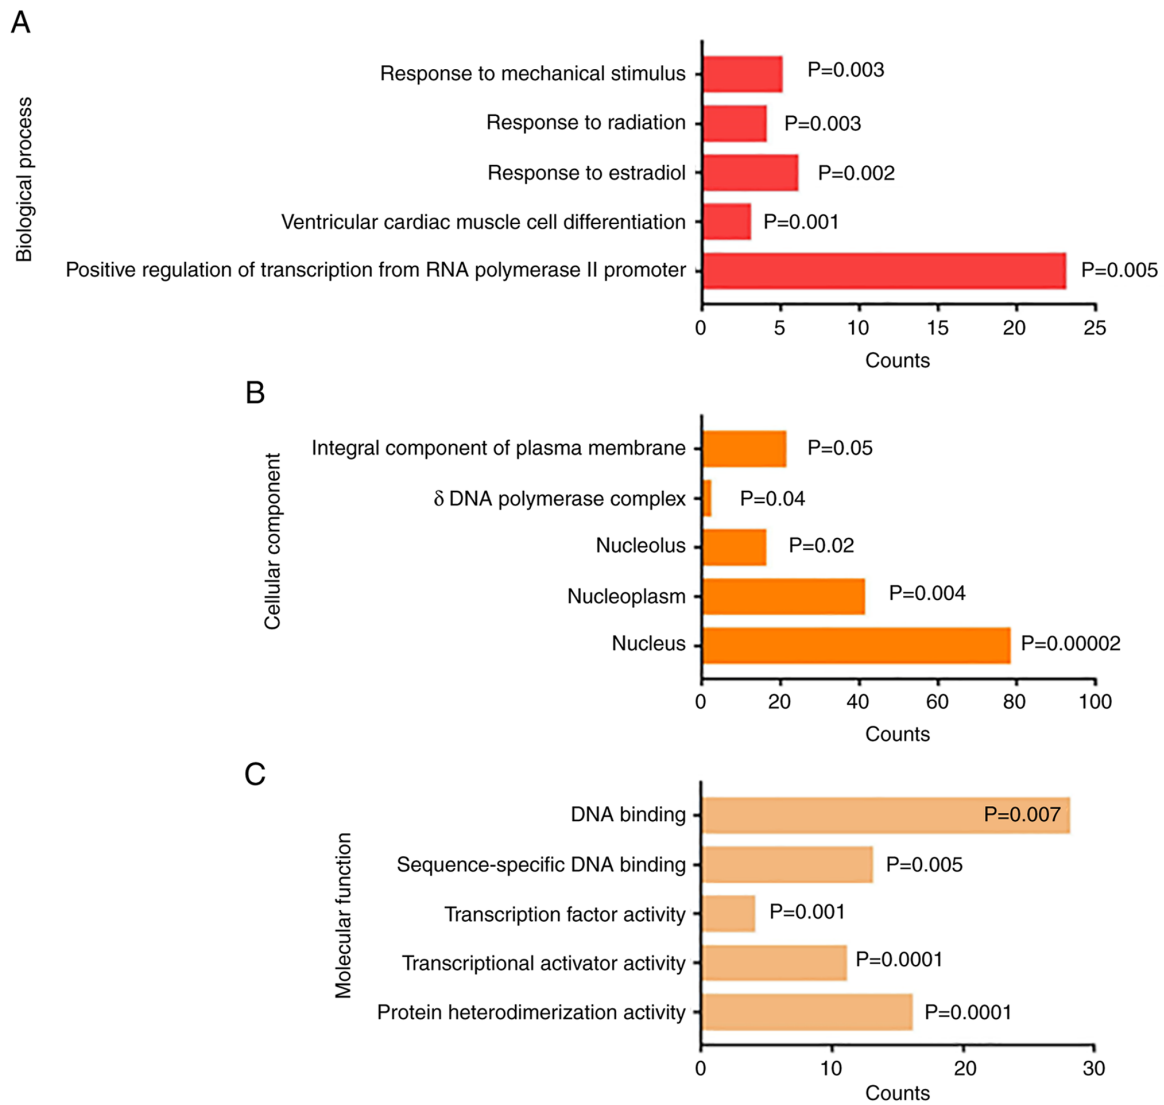 A
Biological process
Response to mechanical stimulus P=0.003
Response to radiation P=0.003
Response to estradiol P=0.002
Ventricular cardiac muscle cell differentiation P=0.001
Positive regulation of transcription from RNA polymerase II promoter P=0.005
0 5 10 15 20 25
Counts
B
Cellular component
Integral component of plasma membrane P=0.05
δ DNA polymerase complex P=0.04
Nucleolus P=0.02
Nucleoplasm P=0.004
Nucleus P=0.00002
0 20 40 60 80 100
Counts
C
Molecular function
DNA binding P=0.007
Sequence-specific DNA binding P=0.005
Transcription factor activity P=0.001
Transcriptional activator activity P=0.0001
Protein heterodimerization activity P=0.0001
0 10 20 30
Counts